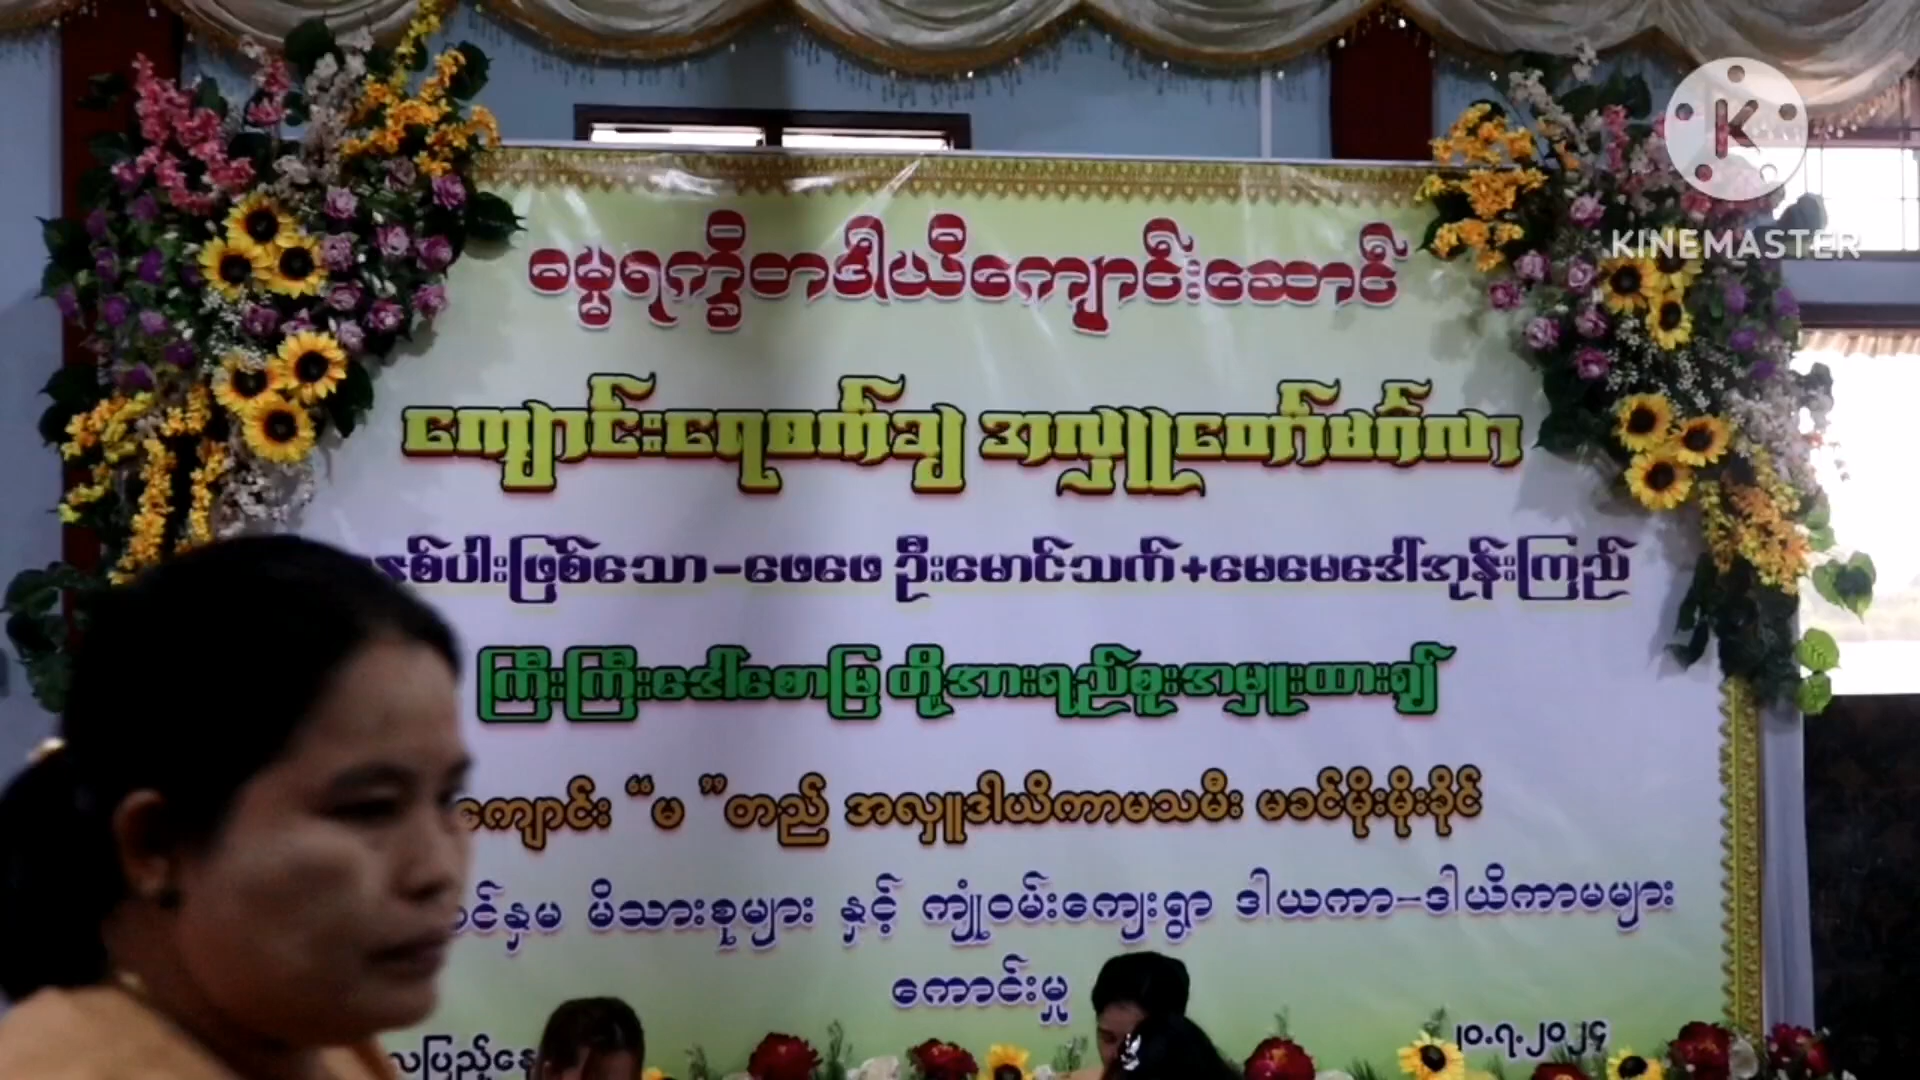 KINEMASTER
ဓမ္မရက္ခိတဒါယီကျောင်းဆောင်
ကျောင်းရေစက်ချ အလှူတော်မင်္ဂလာ
ဖြစ်သော-ဖေဖေ ဦးမောင်သက်+မေမေဒေါ်အုန်းကြည်
ကြီးကြီးဒေါ်စောမြ တို့အားရည်စူးအမှူးထား၍
ကျောင်း "မ "တည် အလှူဒါယိကာမသမီး မခင်မိုးမိုးခိုင်
မိသားစုများ နှင့် ကျုံဝမ်းကျေးရွာ ဒါယကာ-ဒါယိကာမများ
ကောင်းမှု
လပြည့်နေ့
၂၀.၇.၂၀၂၄